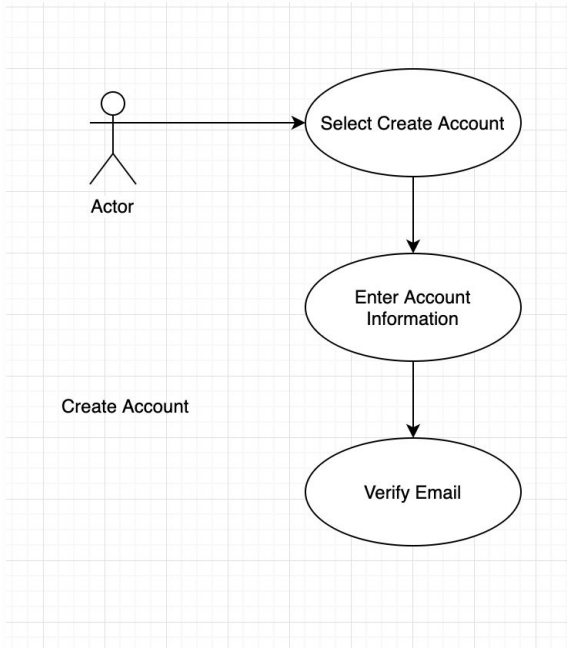 Select Create Account
Actor
Enter Account
Information
Create Account
Verify Email